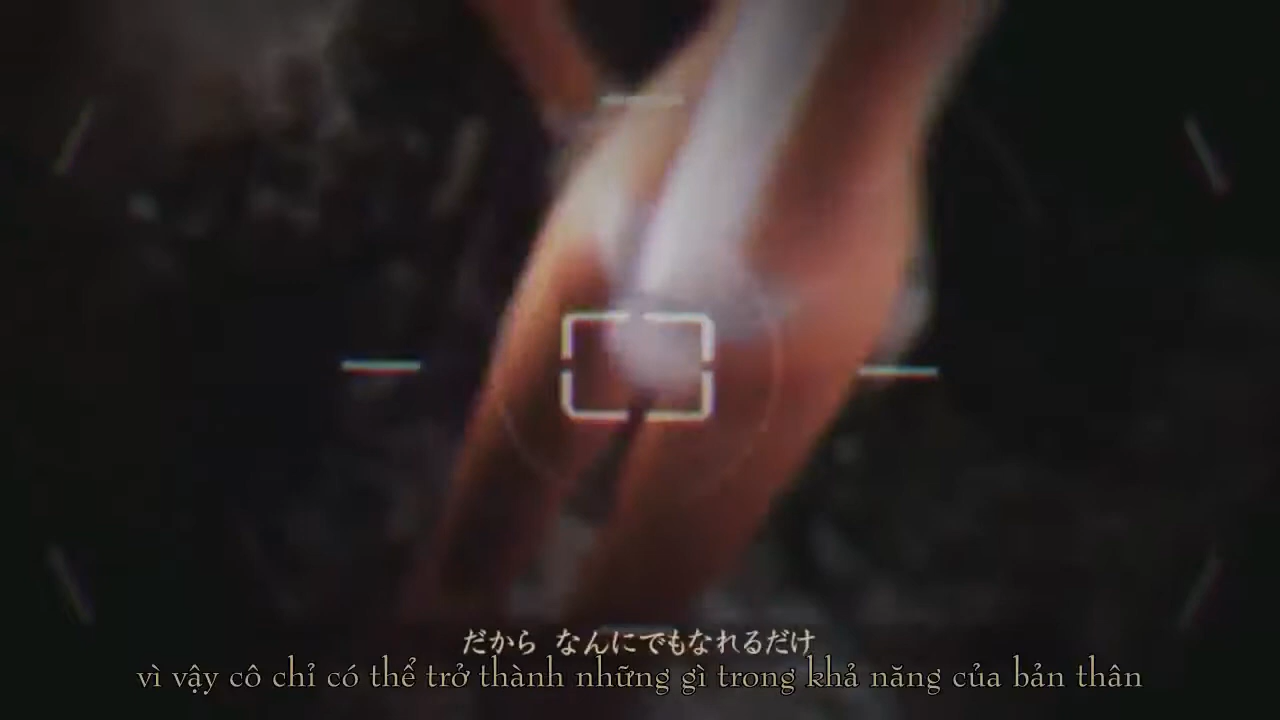 だから なんにでもなれるだけ
vì vậy cô chỉ có thể trở thành những gì trong khả năng của bản thân